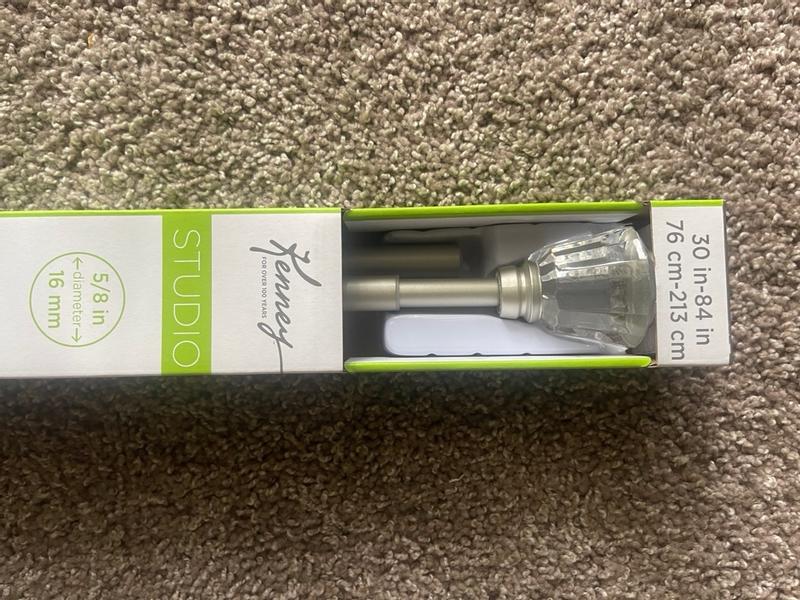 5/8 in
←diameter→
16 mm
STUDIO
Kenney
FOR OVER 100 YEARS
30 in-84 in
76 cm-213 cm